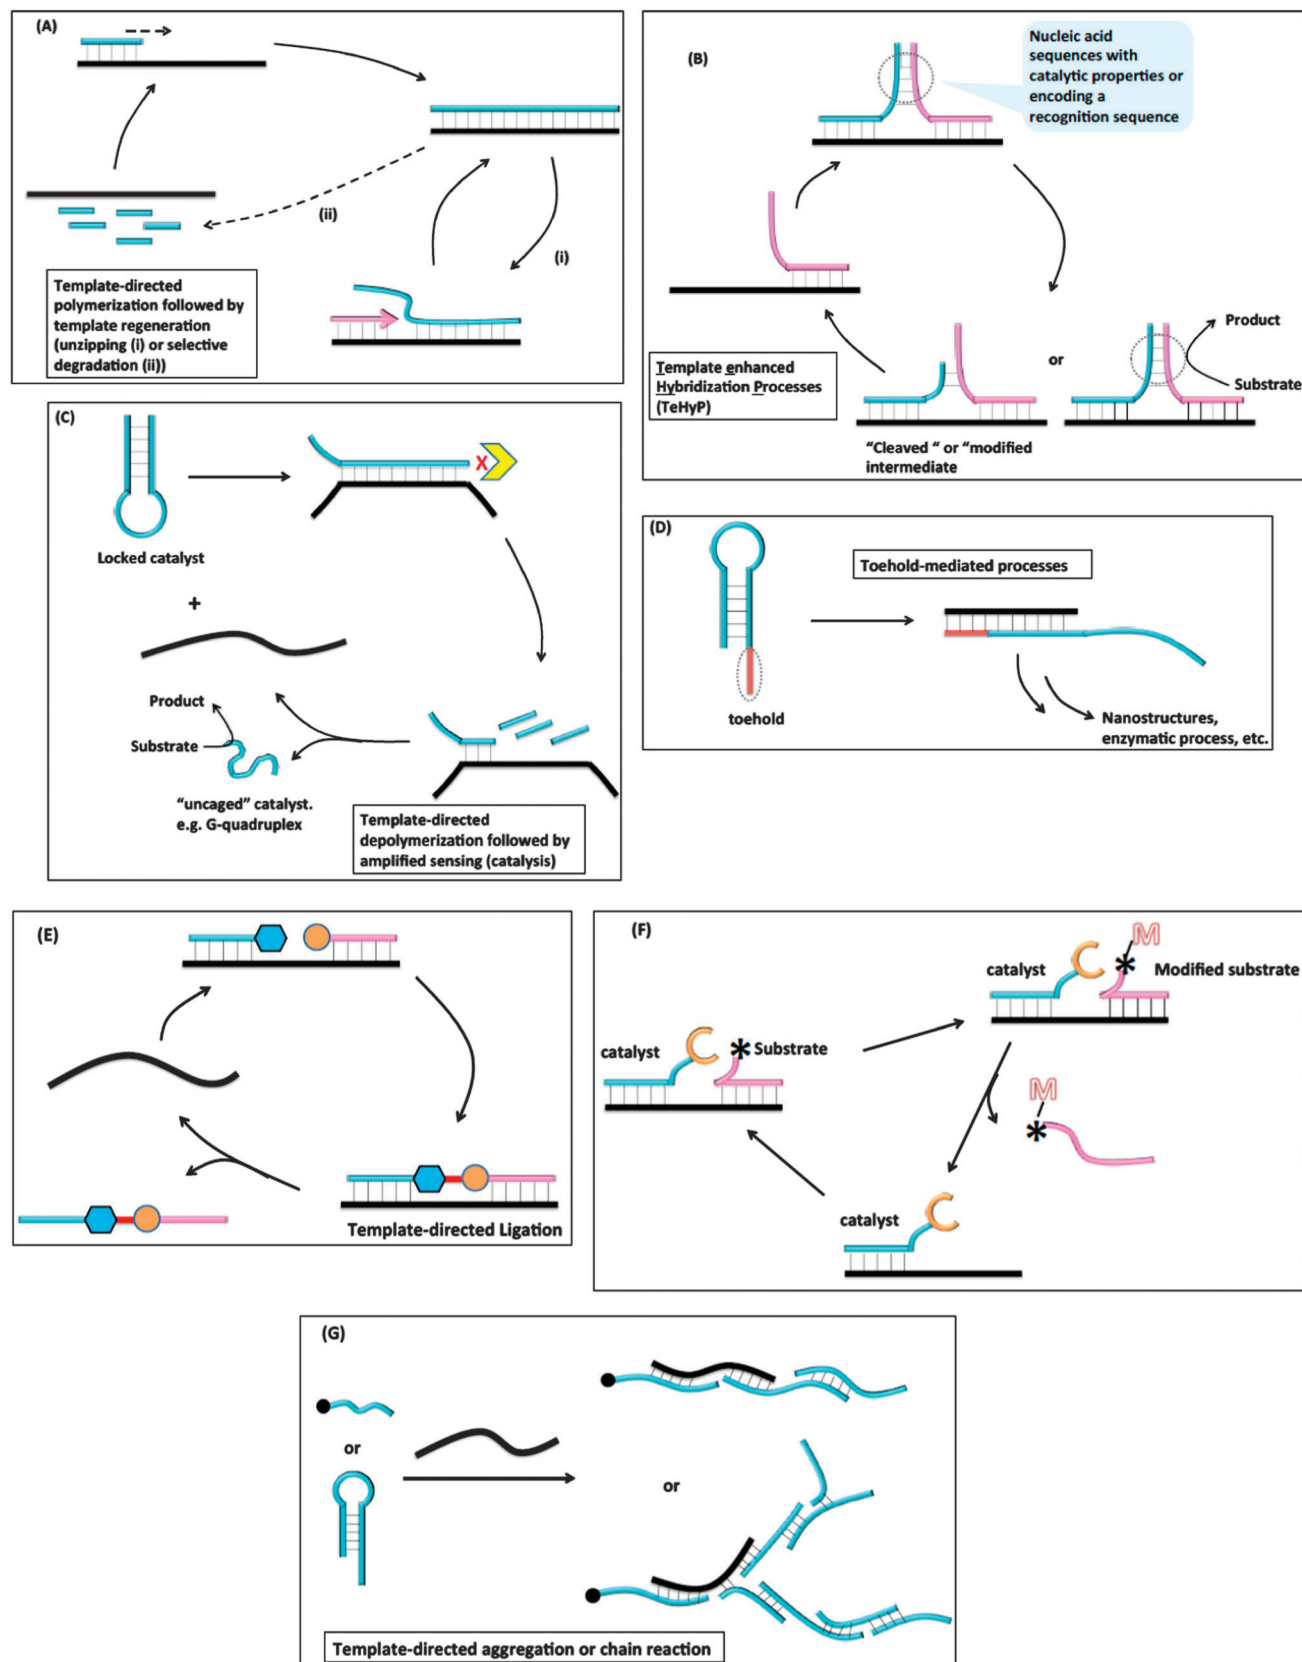 (A)
(ii)
(i)
Template-directed
polymerization followed by
template regeneration
(unzipping (i) or selective
degradation (ii))
(B)
Nucleic acid
sequences with
catalytic properties or
encoding a
recognition sequence
Product
or
Substrate
Template enhanced
Hybridization Processes
(TeHyP)
"Cleaved " or "modified
intermediate
(C)
X
Locked catalyst
+
Product
Substrate
"uncaged" catalyst.
e.g. G-quadruplex
Template-directed
depolymerization followed by
amplified sensing (catalysis)
(D)
Toehold-mediated processes
toehold
Nanostructures,
enzymatic process, etc.
(E)
Template-directed Ligation
(F)
M
catalyst
* Modified substrate
catalyst
* Substrate
M
*
catalyst
(G)
or
or
Template-directed aggregation or chain reaction